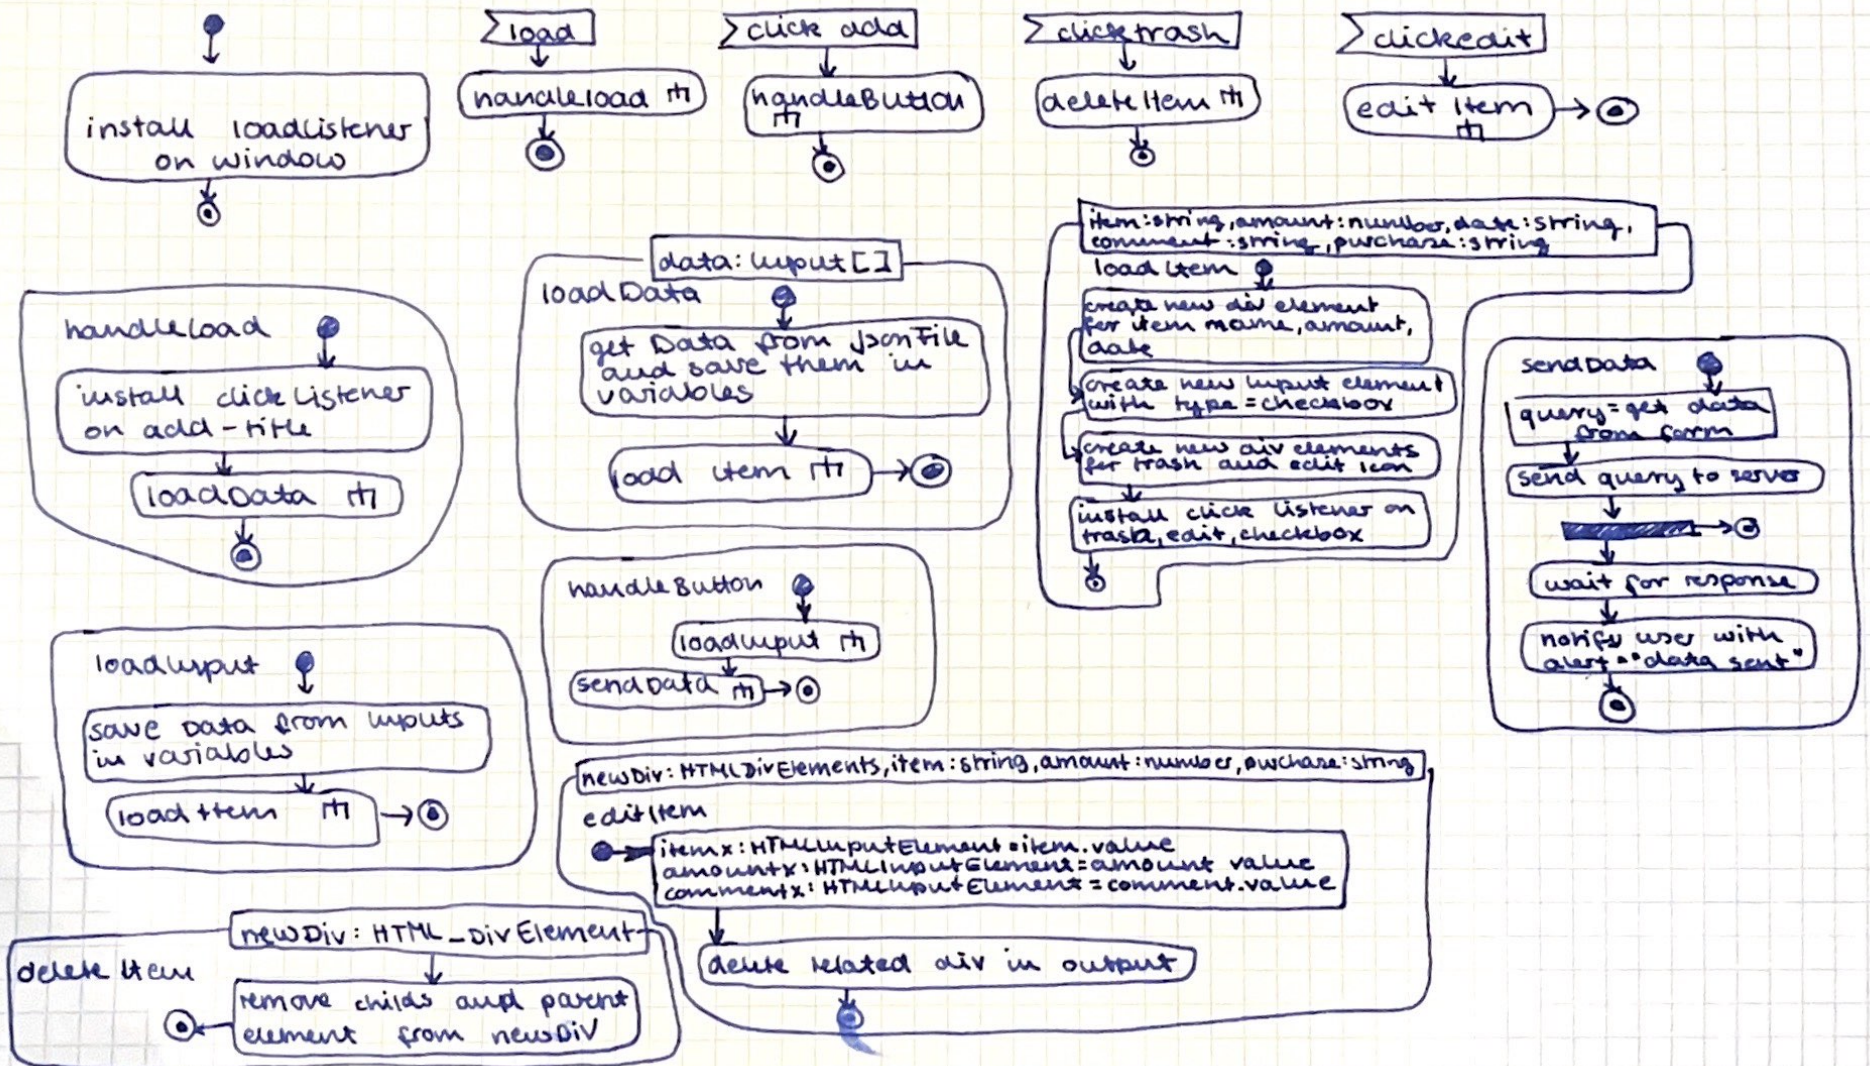 load
click add
click trash
click edit
install loadListener
on window
handleload
handleButton
deleteItem
edit Item
item:string, amount:number, date:string,
comment:string, purchase:string
data: Input[]
loadData
get Data from jsonFile
and save them in
variables
load item
handleload
install click Listener
on add-title
loadData
load item
create new div element
for item name, amount,
date
create new input element
with type = checkbox
create new div elements
for trash and edit icon
install click listener on
trash, edit, checkbox
sendData
query = get data
from form
send query to server
wait for response
notify user with
alert = "data sent"
handleButton
loadInput
sendData
loadInput
save Data from inputs
in variables
load Item
newDiv: HTMLDivElements, item:string, amount:number, purchase:string
editItem
itemx: HTMLInputElement = item.value
amountx: HTMLInputElement = amount value
commentx: HTMLInputElement = comment.value
delete related div in output
newDiv: HTML_DivElement
delete Item
remove childs and parent
element from newDiv